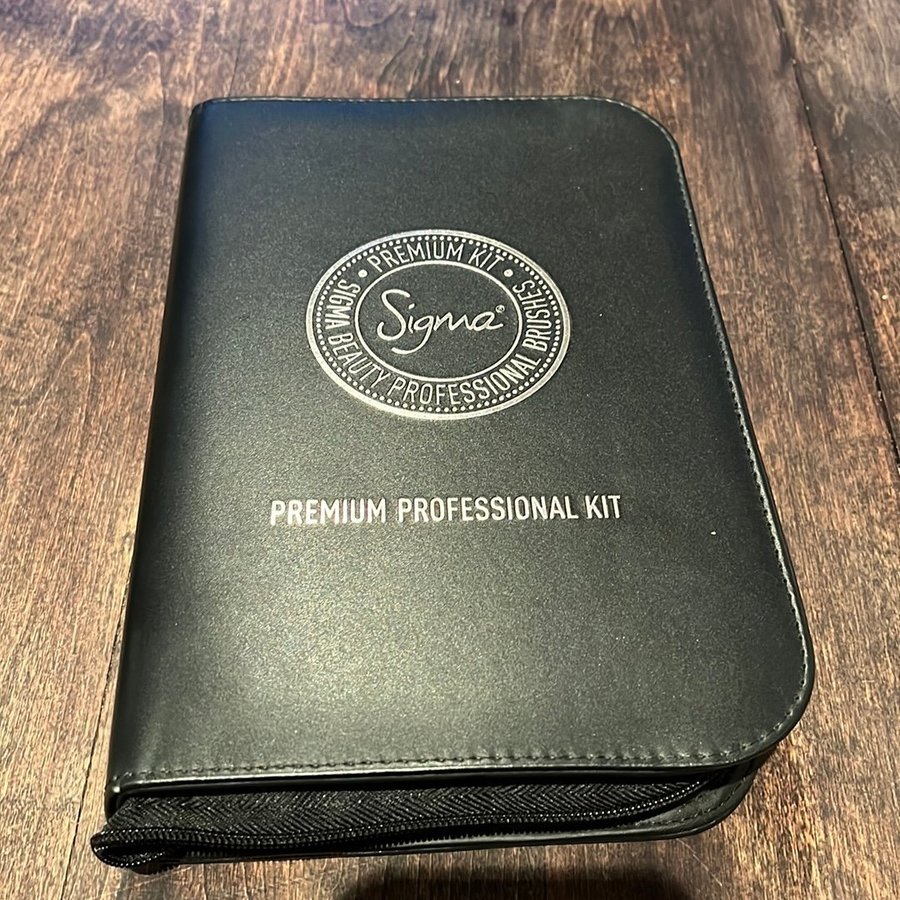 • PREMIUM KIT •
Sigma®
SIGMA BEAUTY PROFESSIONAL BRUSHES
PREMIUM PROFESSIONAL KIT